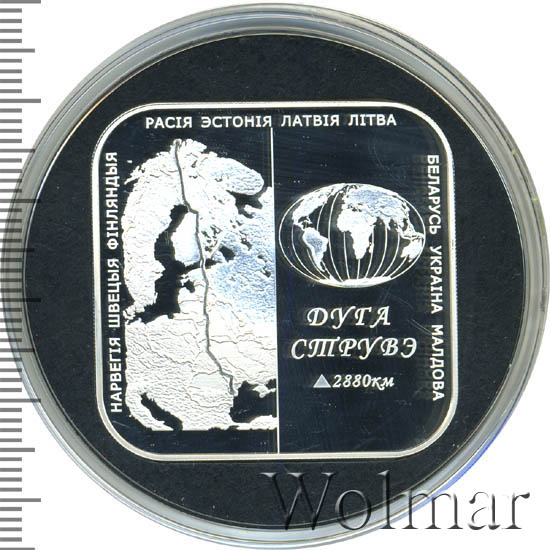 НАРВЕГІЯ ШВЕЦЫЯ ФІНЛЯНДЫЯ
РАСІЯ ЭСТОНІЯ ЛАТВІЯ ЛІТВА
БЕЛАРУСЬ УКРАІНА МАЛДОВА
ДУГА
СТРУВЭ
2880км
Wolmar